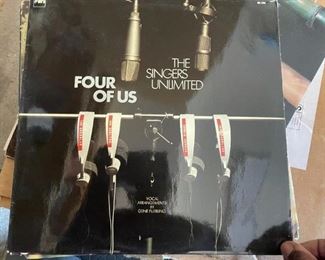 THE
SINGERS
UNLIMITED
FOUR
OF US
VOCAL
ARRANGEMENTS
BY
GENE PUERLING